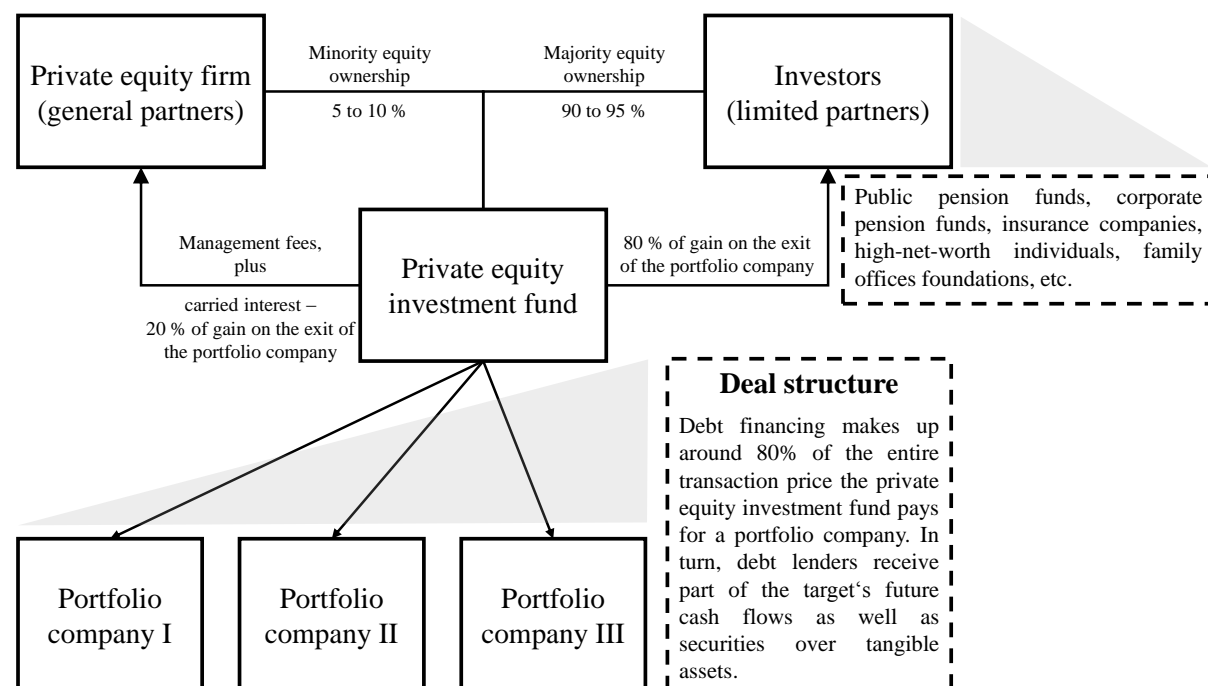 Private equity firm
(general partners)
Minority equity
ownership
5 to 10 %
Majority equity
ownership
90 to 95 %
Investors
(limited partners)
Public pension funds, corporate
pension funds, insurance companies,
high-net-worth individuals, family
offices foundations, etc.
Management fees,
plus
carried interest –
20 % of gain on the exit of
the portfolio company
Private equity
investment fund
80 % of gain on the exit
of the portfolio company
Deal structure
Debt financing makes up
around 80% of the entire
transaction price the private
equity investment fund pays
for a portfolio company. In
turn, debt lenders receive
part of the target‘s future
cash flows as well as
securities over tangible
assets.
Portfolio
company I
Portfolio
company II
Portfolio
company III